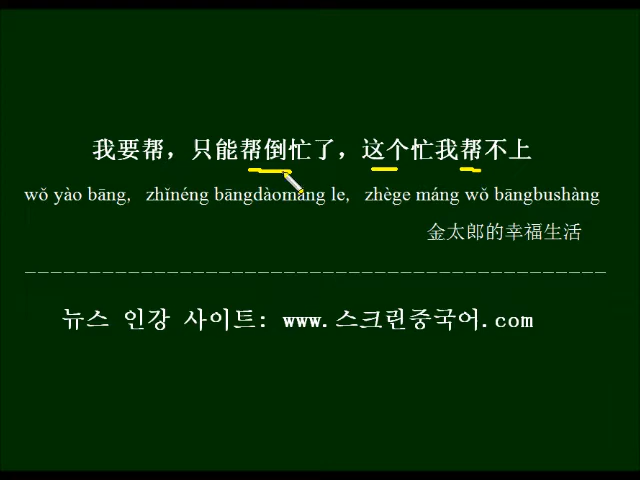 我要帮，只能帮倒忙了，这个忙我帮不上
wǒ yào bāng,  zhǐnéng bāngdàománg le,  zhège máng wǒ bāngbushàng
金太郎的幸福生活
뉴스 인강 사이트: www.스크린중국어.com